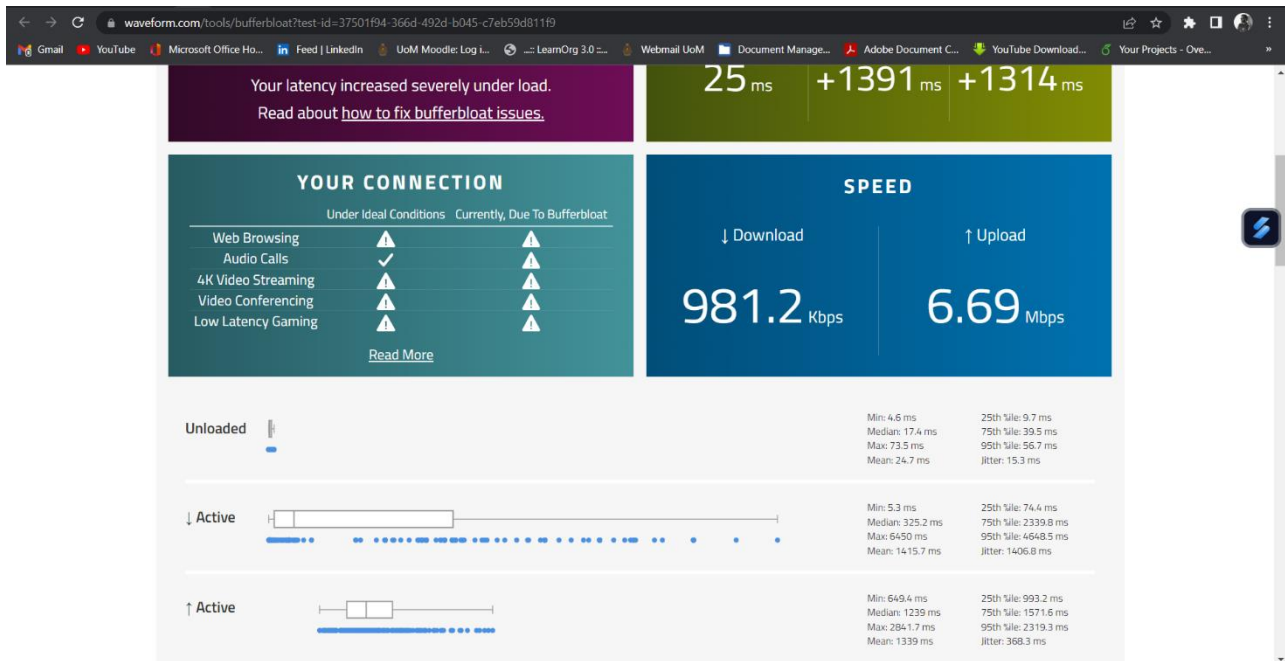 waveform.com/tools/bufferbloat?test-id=37501f94-366d-492d-b045-c7eb59d811f9
Gmail YouTube Microsoft Office Ho... Feed | LinkedIn UoM Moodle: Log i... ..:: LearnOrg 3.0 ::... Webmail UoM Document Manage... Adobe Document C... YouTube Download... Your Projects - Ove... »
Your latency increased severely under load.
Read about how to fix bufferbloat issues.
25 ms +1391 ms +1314 ms
YOUR CONNECTION
Under Ideal Conditions Currently, Due To Bufferbloat
Web Browsing
Audio Calls
4K Video Streaming
Video Conferencing
Low Latency Gaming
Read More
SPEED
↓ Download ↑ Upload
981.2 Kbps 6.69 Mbps
Unloaded
Min: 4.6 ms 25th %ile: 9.7 ms
Median: 17.4 ms 75th %ile: 39.5 ms
Max: 73.5 ms 95th %ile: 56.7 ms
Mean: 24.7 ms Jitter: 15.3 ms
↓ Active
Min: 5.3 ms 25th %ile: 74.4 ms
Median: 325.2 ms 75th %ile: 2339.8 ms
Max: 6450 ms 95th %ile: 4648.5 ms
Mean: 1415.7 ms Jitter: 1406.8 ms
↑ Active
Min: 649.4 ms 25th %ile: 993.2 ms
Median: 1239 ms 75th %ile: 1571.6 ms
Max: 2841.7 ms 95th %ile: 2319.3 ms
Mean: 1339 ms Jitter: 368.3 ms